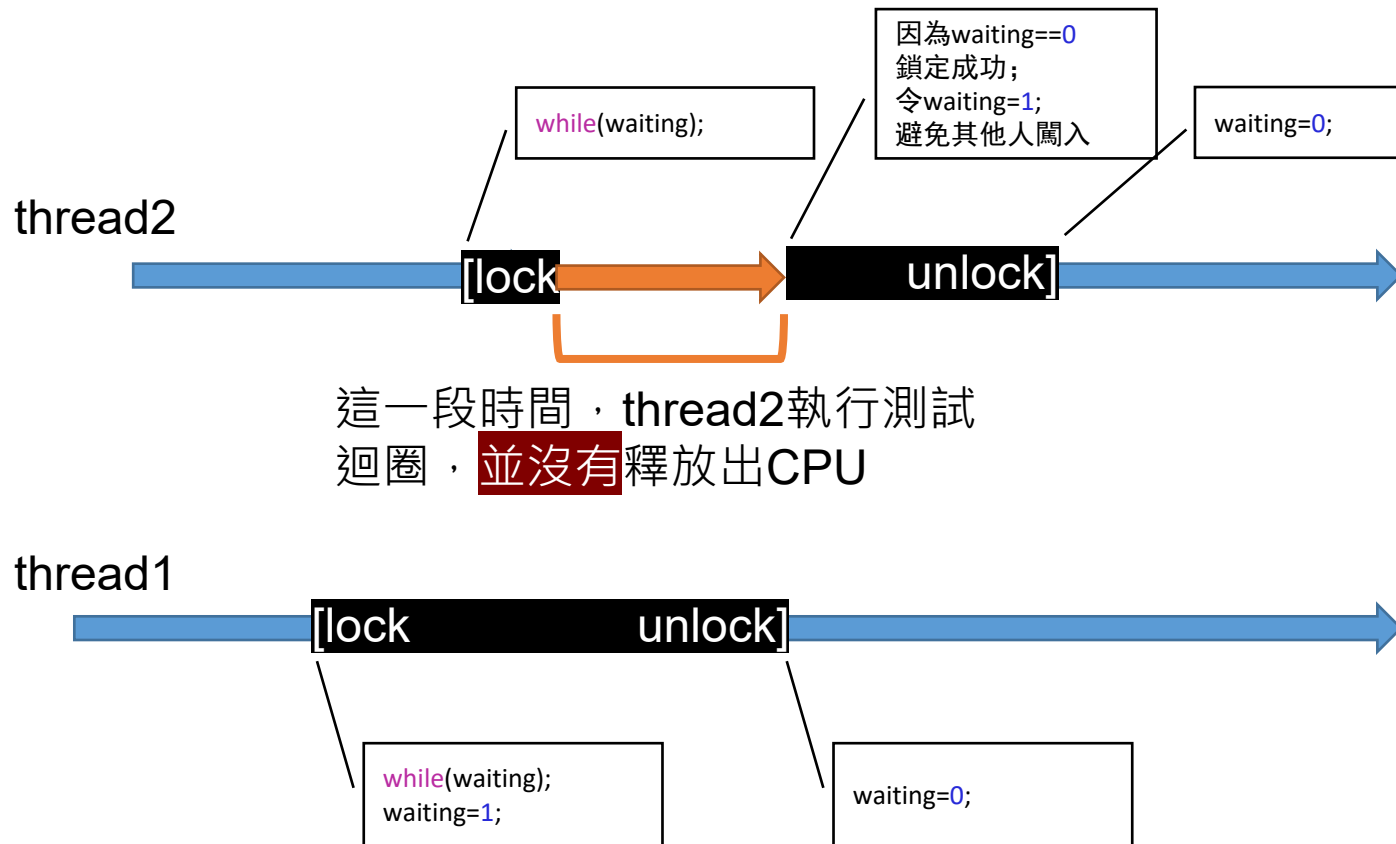 因為waiting==0
鎖定成功;
令waiting=1;
避免其他人闖入
while(waiting);
waiting=0;
thread2
[lock
unlock]
這一段時間，thread2執行測試
迴圈，並沒有釋放出CPU
thread1
[lock
unlock]
while(waiting);
waiting=1;
waiting=0;